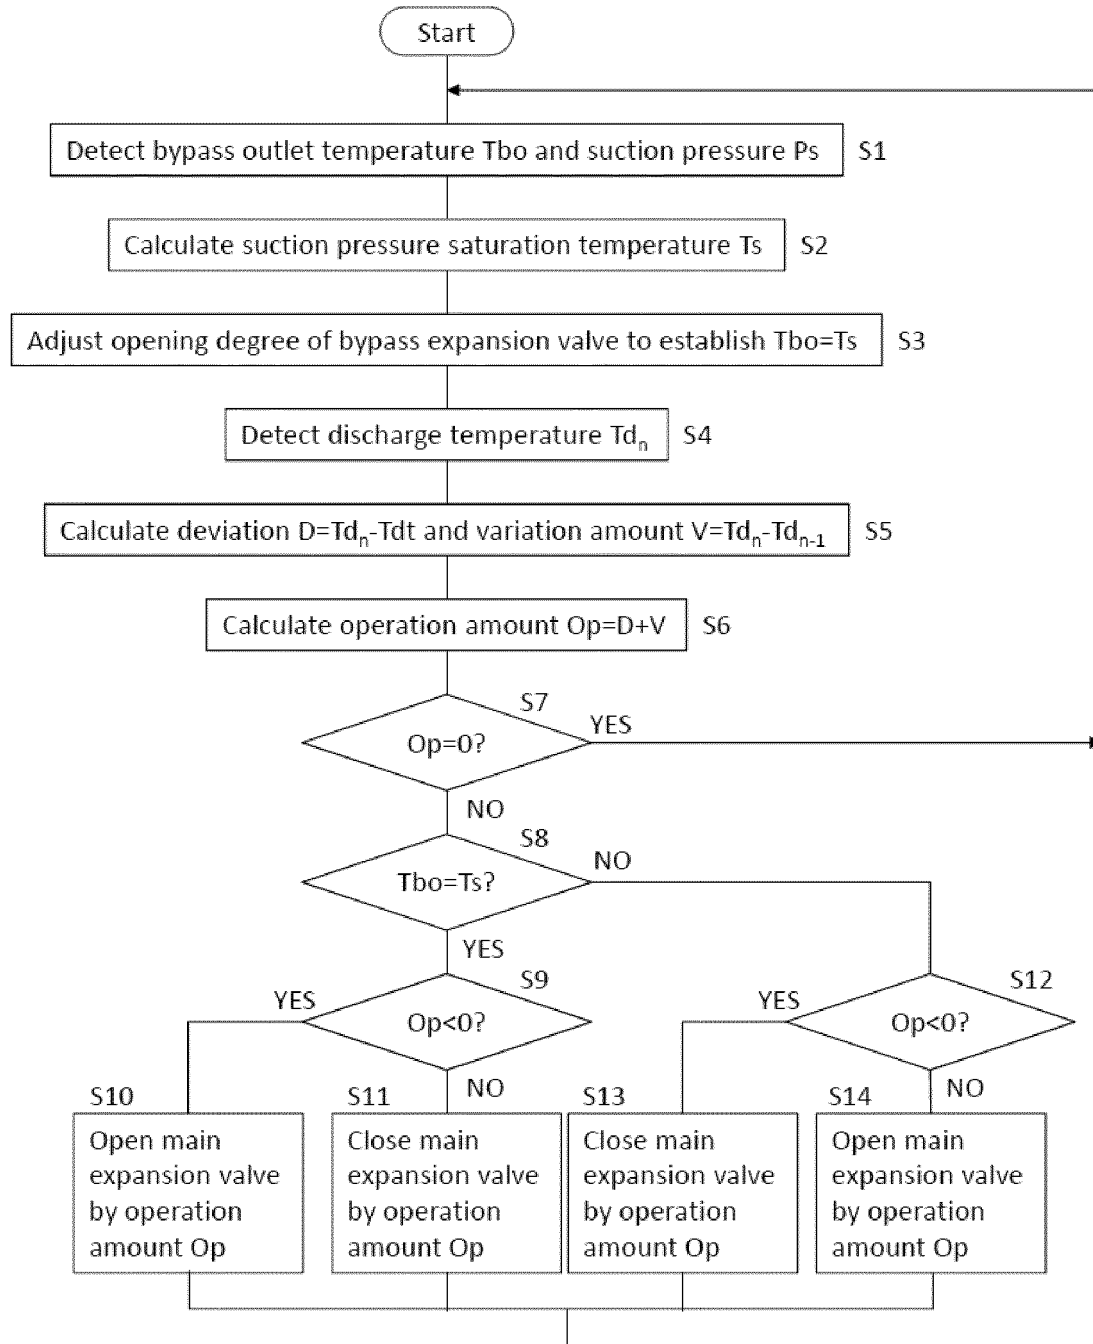 Start
Detect bypass outlet temperature Tbo and suction pressure Ps S1
Calculate suction pressure saturation temperature Ts S2
Adjust opening degree of bypass expansion valve to establish Tbo=Ts S3
Detect discharge temperature Tdn S4
Calculate deviation D=Tdn-Tdt and variation amount V=Tdn-Tdn-1 S5
Calculate operation amount Op=D+V S6
S7
Op=0?
YES
NO
S8
Tbo=Ts?
NO
YES
S9
Op<0?
YES
NO
S12
Op<0?
YES
NO
S10
Open main
expansion valve
by operation
amount Op
S11
Close main
expansion valve
by operation
amount Op
S13
Close main
expansion valve
by operation
amount Op
S14
Open main
expansion valve
by operation
amount Op